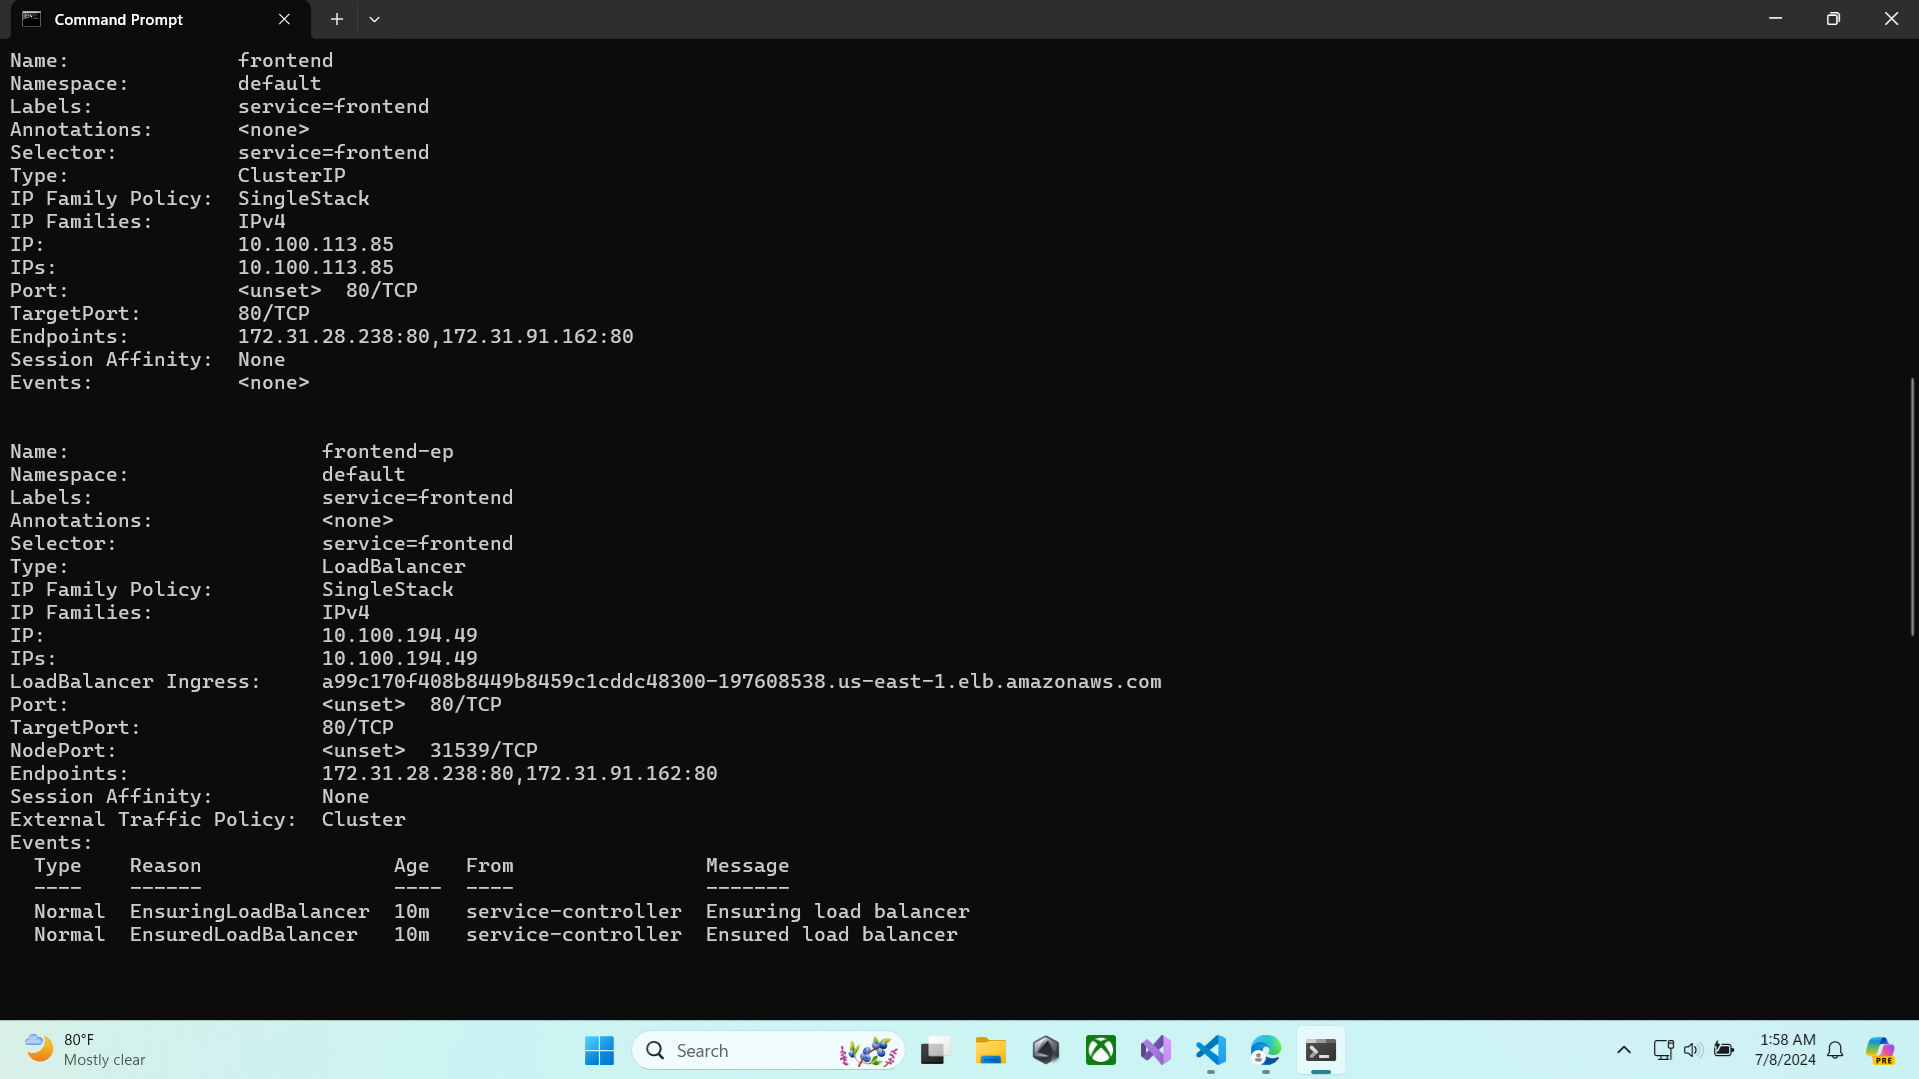 Command Prompt
Name: frontend
Namespace: default
Labels: service=frontend
Annotations: <none>
Selector: service=frontend
Type: ClusterIP
IP Family Policy: SingleStack
IP Families: IPv4
IP: 10.100.113.85
IPs: 10.100.113.85
Port: <unset> 80/TCP
TargetPort: 80/TCP
Endpoints: 172.31.28.238:80,172.31.91.162:80
Session Affinity: None
Events: <none>
Name: frontend-ep
Namespace: default
Labels: service=frontend
Annotations: <none>
Selector: service=frontend
Type: LoadBalancer
IP Family Policy: SingleStack
IP Families: IPv4
IP: 10.100.194.49
IPs: 10.100.194.49
LoadBalancer Ingress: a99c170f408b8449b8459c1cddc48300-197608538.us-east-1.elb.amazonaws.com
Port: <unset> 80/TCP
TargetPort: 80/TCP
NodePort: <unset> 31539/TCP
Endpoints: 172.31.28.238:80,172.31.91.162:80
Session Affinity: None
External Traffic Policy: Cluster
Events:
Type Reason Age From Message
---- ------ ---- ---- -------
Normal EnsuringLoadBalancer 10m service-controller Ensuring load balancer
Normal EnsuredLoadBalancer 10m service-controller Ensured load balancer
80°F
Mostly clear
Search
1:58 AM
7/8/2024
PRE